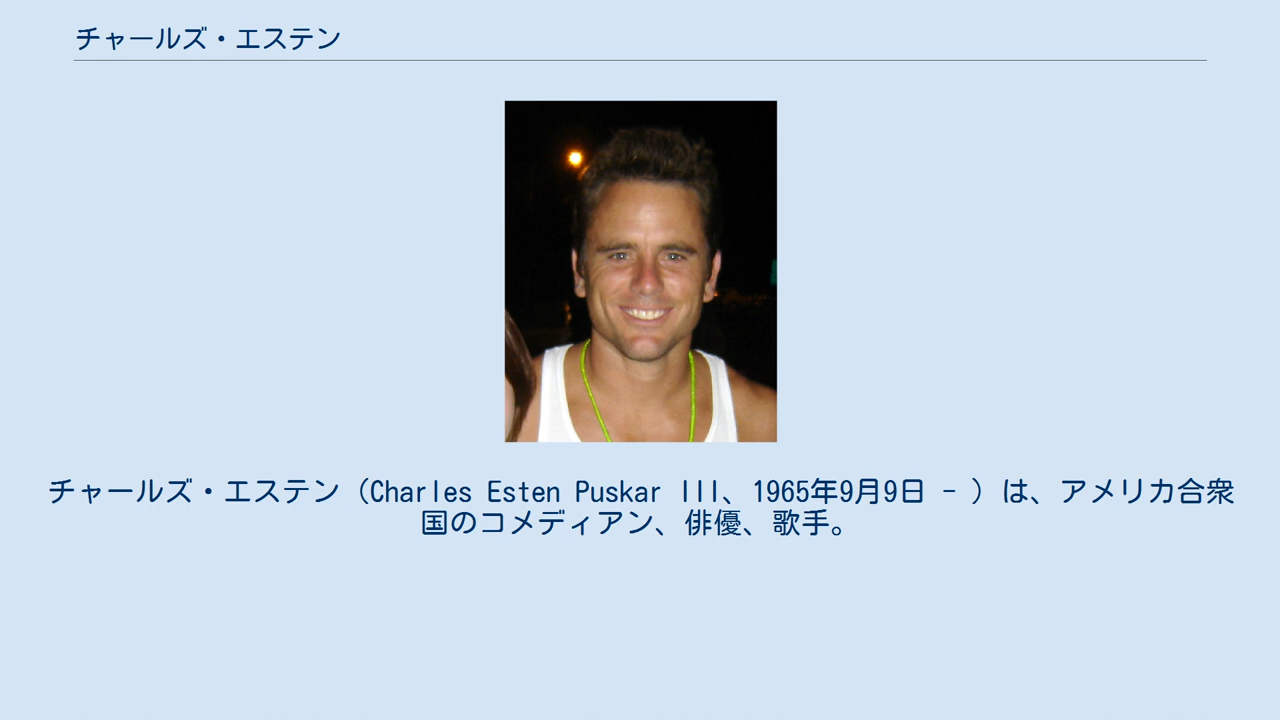 チャールズ・エステン
チャールズ・エステン（Charles Esten Puskar III、1965年9月9日 - ）は、アメリカ合衆
国のコメディアン、俳優、歌手。